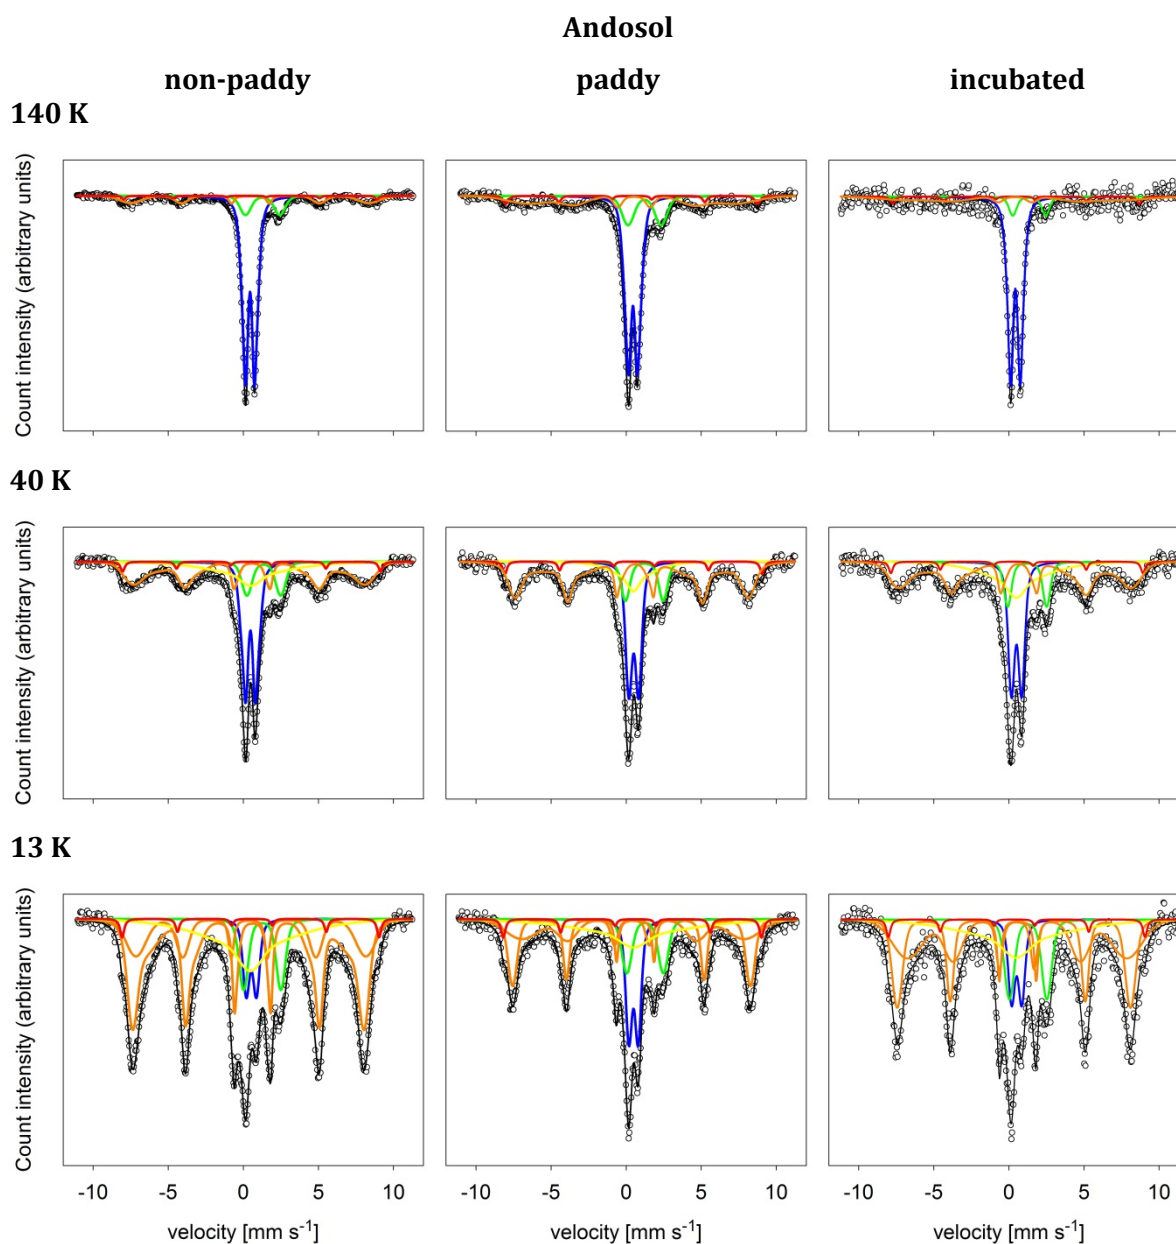 Andosol
non-paddy paddy incubated
140 K
Count intensity (arbitrary units)
40 K
Count intensity (arbitrary units)
13 K
Count intensity (arbitrary units)
-10 -5 0 5 10 -10 -5 0 5 10 -10 -5 0 5 10
velocity [mm s⁻¹] velocity [mm s⁻¹] velocity [mm s⁻¹]